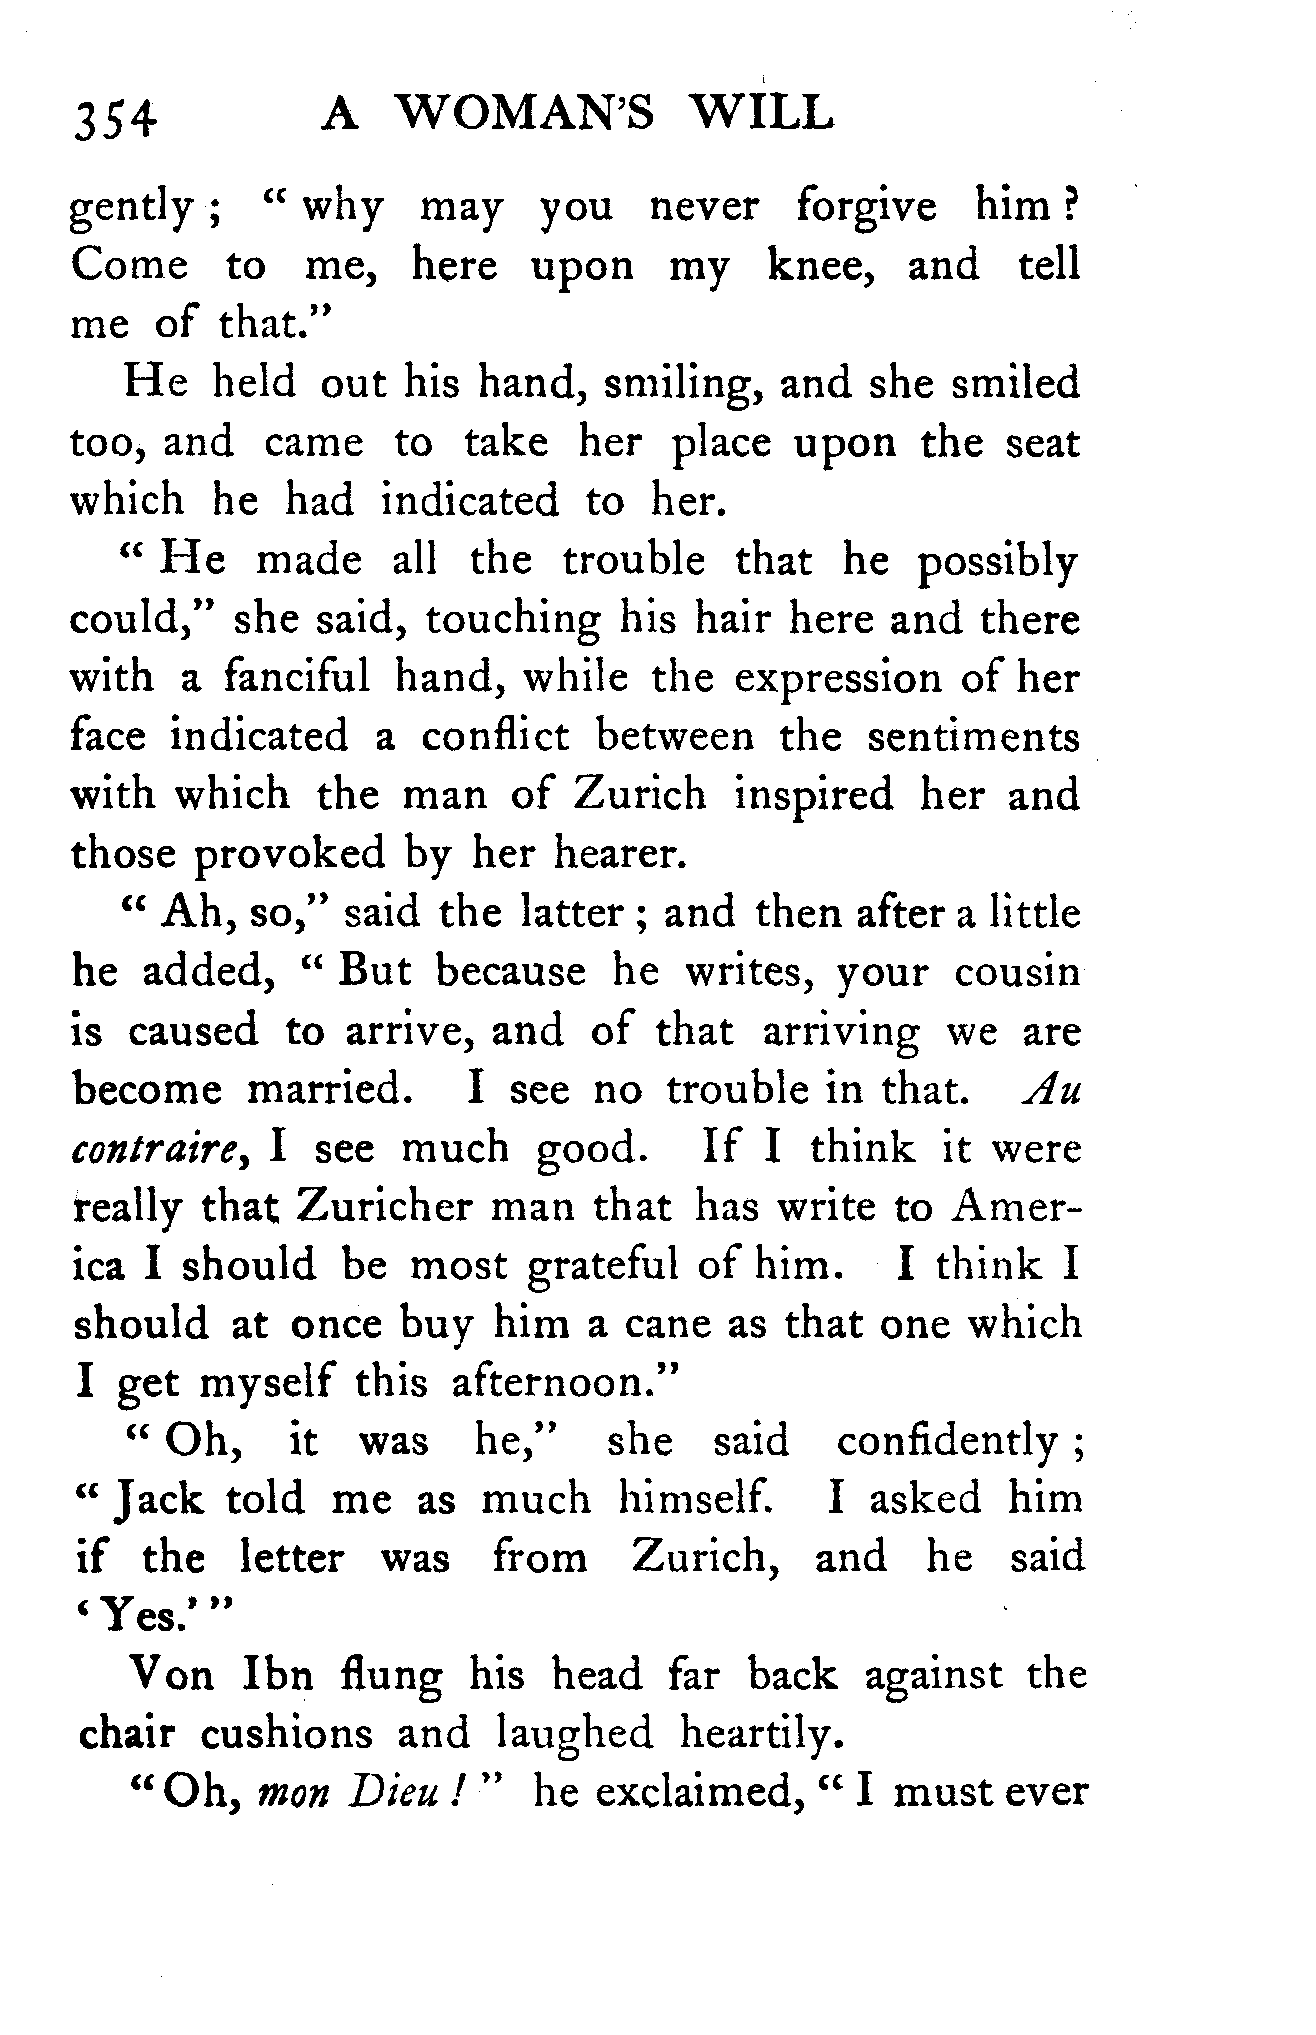 354 A WOMAN'S WILL
gently ; " why may you never forgive him ?
Come to me, here upon my knee, and tell
me of that."
He held out his hand, smiling, and she smiled
too, and came to take her place upon the seat
which he had indicated to her.
" He made all the trouble that he possibly
could," she said, touching his hair here and there
with a fanciful hand, while the expression of her
face indicated a conflict between the sentiments
with which the man of Zurich inspired her and
those provoked by her hearer.
" Ah, so," said the latter ; and then after a little
he added, " But because he writes, your cousin
is caused to arrive, and of that arriving we are
become married. I see no trouble in that. Au
contraire, I see much good. If I think it were
really that Zuricher man that has write to Amer-
ica I should be most grateful of him. I think I
should at once buy him a cane as that one which
I get myself this afternoon."
" Oh, it was he," she said confidently ;
" Jack told me as much himself. I asked him
if the letter was from Zurich, and he said
' Yes.' "
Von Ibn flung his head far back against the
chair cushions and laughed heartily.
" Oh, mon Dieu ! " he exclaimed, " I must ever